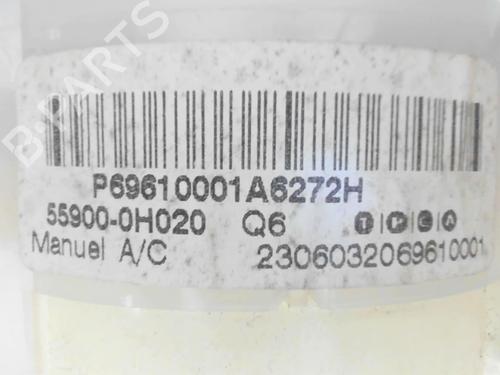 B-PARTS
P69610001A6272H
55900-0H020 Q6 T P C A
Manuel A/C 2306032069610001